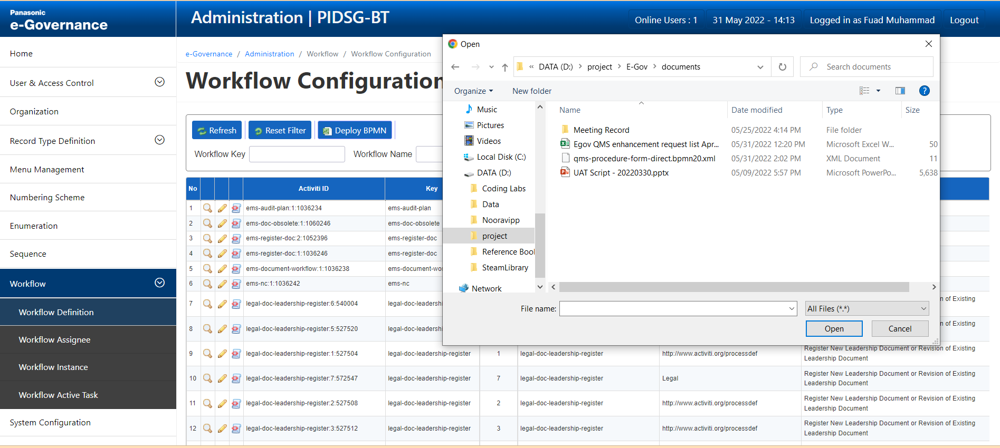 Panasonic
e-Governance
Administration | PIDSG-BT
Online Users : 1
31 May 2022 - 14:13
Logged in as Fuad Muhammad
Logout
Home
User & Access Control
Organization
Record Type Definition
Menu Management
Numbering Scheme
Enumeration
Sequence
Workflow
Workflow Definition
Workflow Assignee
Workflow Instance
Workflow Active Task
System Configuration
e-Governance / Administration / Workflow / Workflow Configuration
Workflow Configuration
Refresh
Reset Filter
Deploy BPMN
Workflow Key
Workflow Name
No Activiti ID Key
1 ems-audit-plan:1:1036234 ems-audit-plan
2 ems-doc-obsolete:1:1060246 ems-doc-obsolete
3 ems-register-doc:2:1052396 ems-register-doc
4 ems-register-doc:1:1036246 ems-register-doc
5 ems-document-workflow:1:1036238 ems-document-wo
6 ems-nc:1:1036242 ems-nc
7 legal-doc-leadership-register:6:540004 legal-doc-leadershi n of Existing
8 legal-doc-leadership-register:5:527520 legal-doc-leadershi n of Existing
9 legal-doc-leadership-register:1:527504 legal-doc-leadership-register 1 legal-doc-leadership-register http://www.activiti.org/processdef Register New Leadership Document or Revision of Existing
Leadership Document
10 legal-doc-leadership-register:7:572547 legal-doc-leadership-register 7 legal-doc-leadership-register Legal Register New Leadership Document or Revision of Existing
Leadership Document
11 legal-doc-leadership-register:2:527508 legal-doc-leadership-register 2 legal-doc-leadership-register http://www.activiti.org/processdef Register New Leadership Document or Revision of Existing
Leadership Document
12 legal-doc-leadership-register:3:527512 legal-doc-leadership-register 3 legal-doc-leadership-register http://www.activiti.org/processdef Register New Leadership Document or Revision of Existing
Leadership Document
Open
« DATA (D:) > project > E-Gov > documents
Search documents
Organize
New folder
Music
Pictures
Videos
Local Disk (C:)
DATA (D:)
Coding Labs
Data
Nooravipp
project
Reference Bool
SteamLibrary
Network
Name Date modified Type Size
Meeting Record 05/25/2022 4:14 PM File folder
Egov QMS enhancement request list Apr... 05/31/2022 12:20 PM Microsoft Excel W... 50
qms-procedure-form-direct.bpmn20.xml 05/31/2022 2:02 PM XML Document 11
UAT Script - 20220330.pptx 05/09/2022 5:57 PM Microsoft PowerPo... 5,638
File name:
All Files (*.*)
Open
Cancel